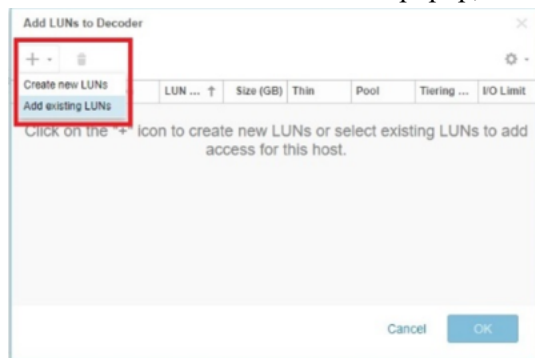 Add LUNs to Decoder
Create new LUNs
Add existing LUNs
LUN ... ↑ Size (GB) Thin Pool Tiering ... I/O Limit
Click on the "+" icon to create new LUNs or select existing LUNs to add
access for this host.
Cancel OK